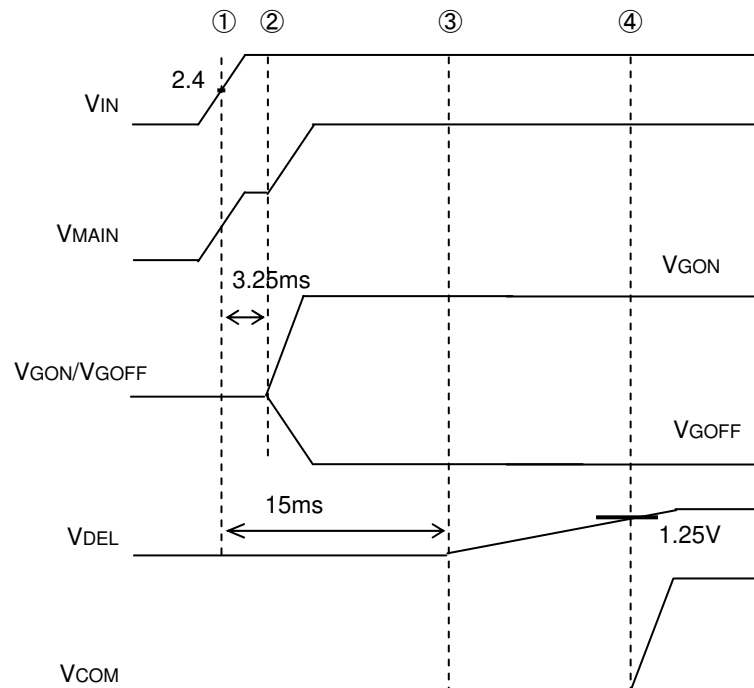 ① ② ③ ④
2.4
VIN
VMAIN
3.25ms
VGON
VGON/VGOFF
VGOFF
15ms
VDEL
1.25V
VCOM